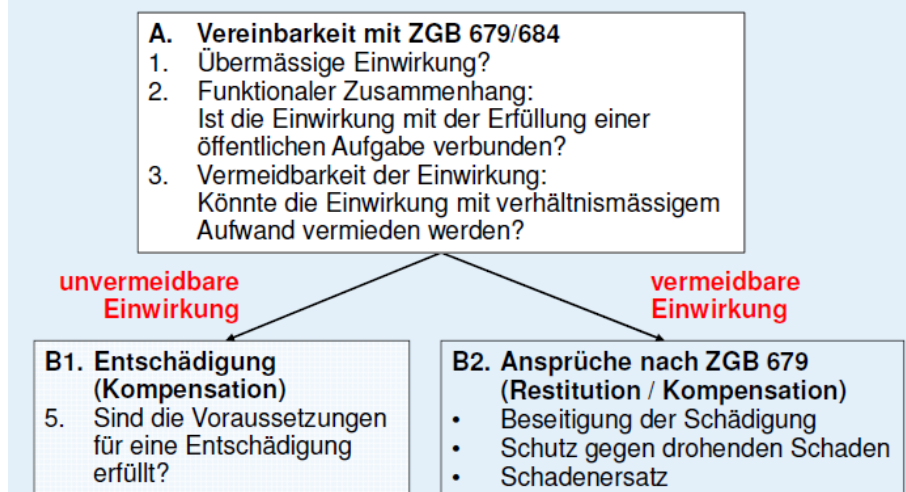 A. Vereinbarkeit mit ZGB 679/684
1. Übermässige Einwirkung?
2. Funktionaler Zusammenhang:
Ist die Einwirkung mit der Erfüllung einer
öffentlichen Aufgabe verbunden?
3. Vermeidbarkeit der Einwirkung:
Könnte die Einwirkung mit verhältnismässigem
Aufwand vermieden werden?
unvermeidbare
Einwirkung
vermeidbare
Einwirkung
B1. Entschädigung
(Kompensation)
5. Sind die Voraussetzungen
für eine Entschädigung
erfüllt?
B2. Ansprüche nach ZGB 679
(Restitution / Kompensation)
• Beseitigung der Schädigung
• Schutz gegen drohenden Schaden
• Schadenersatz